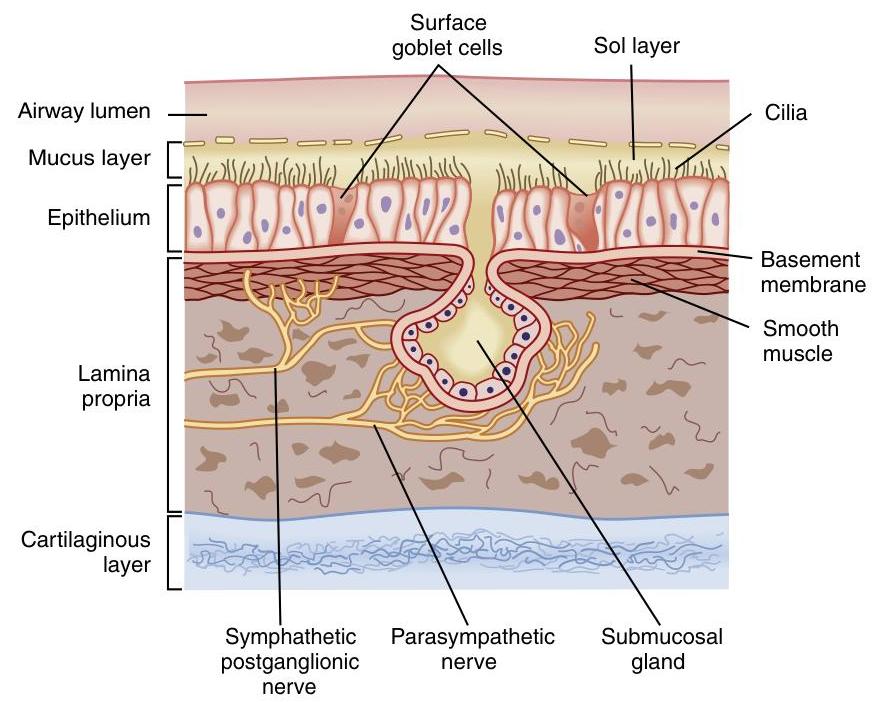 Surface
goblet cells
Sol layer
Airway lumen
Cilia
Mucus layer
Epithelium
Basement
membrane
Smooth
muscle
Lamina
propria
Cartilaginous
layer
Symphathetic
postganglionic
nerve
Parasympathetic
nerve
Submucosal
gland